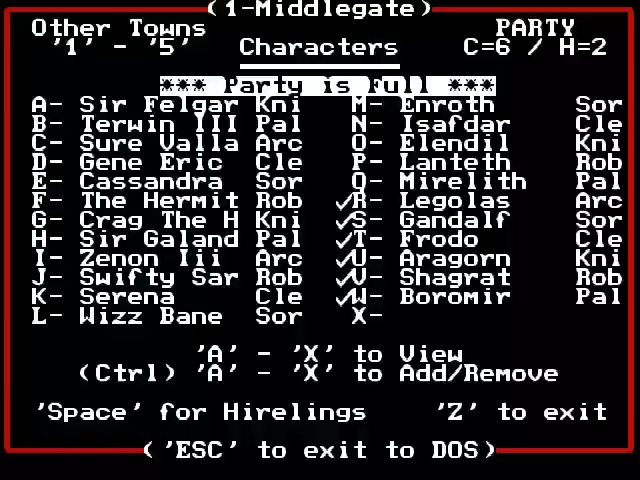 (1-Middlegate)
Other Towns PARTY
'1' - '5' Characters C=6 / H=2
*** Party is Full ***
A- Sir Felgar Kni M- Enroth Sor
B- Terwin III Pal N- Isafdar Cle
C- Sure Valla Arc O- Elendil Kni
D- Gene Eric Cle P- Lanteth Rob
E- Cassandra Sor Q- Mirelith Pal
F- The Hermit Rob ✓R- Legolas Arc
G- Crag The H Kni ✓S- Gandalf Sor
H- Sir Galand Pal ✓T- Frodo Cle
I- Zenon Iii Arc ✓U- Aragorn Kni
J- Swifty Sar Rob ✓V- Shagrat Rob
K- Serena Cle ✓W- Boromir Pal
L- Wizz Bane Sor X-
'A' - 'X' to View
(Ctrl) 'A' - 'X' to Add/Remove
'Space' for Hirelings 'Z' to exit
('ESC' to exit to DOS)